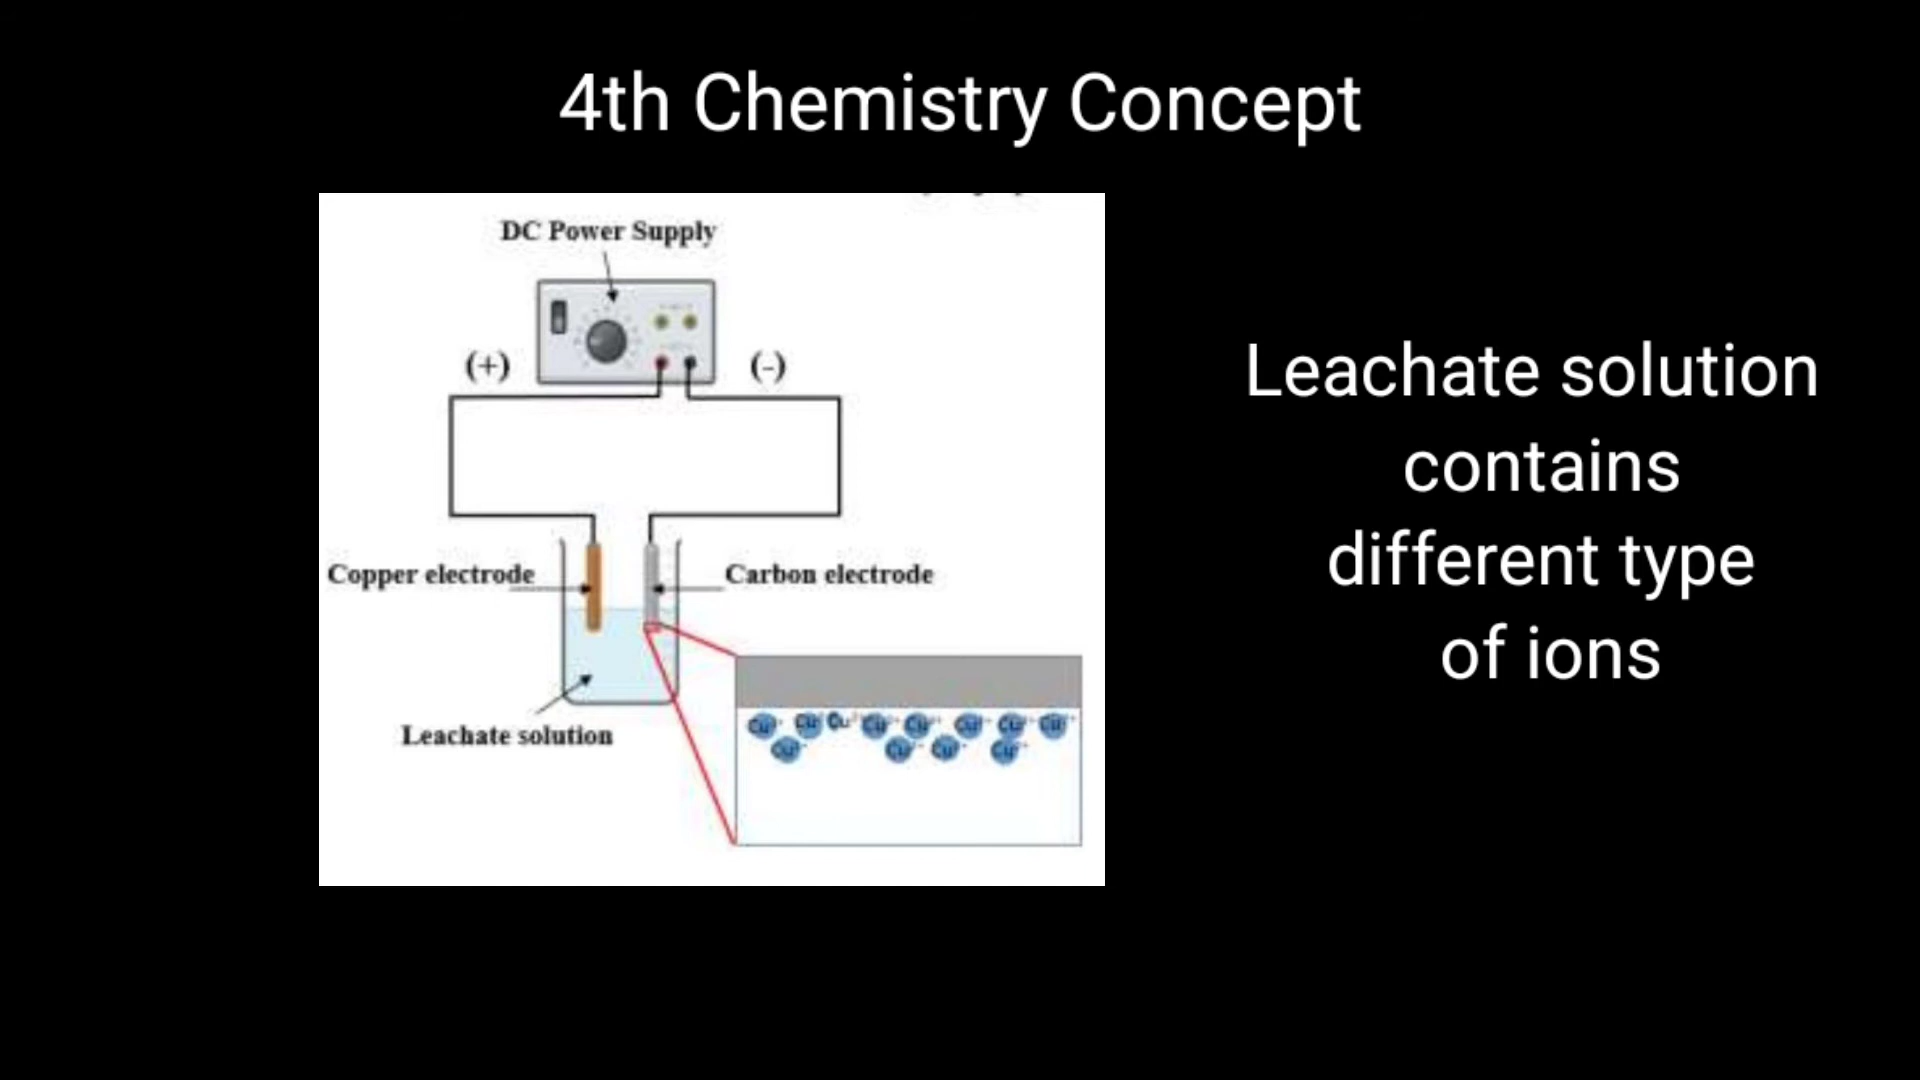 4th Chemistry Concept
DC Power Supply
(+)
(-)
Copper electrode
Carbon electrode
Leachate solution
Leachate solution
contains
different type
of ions